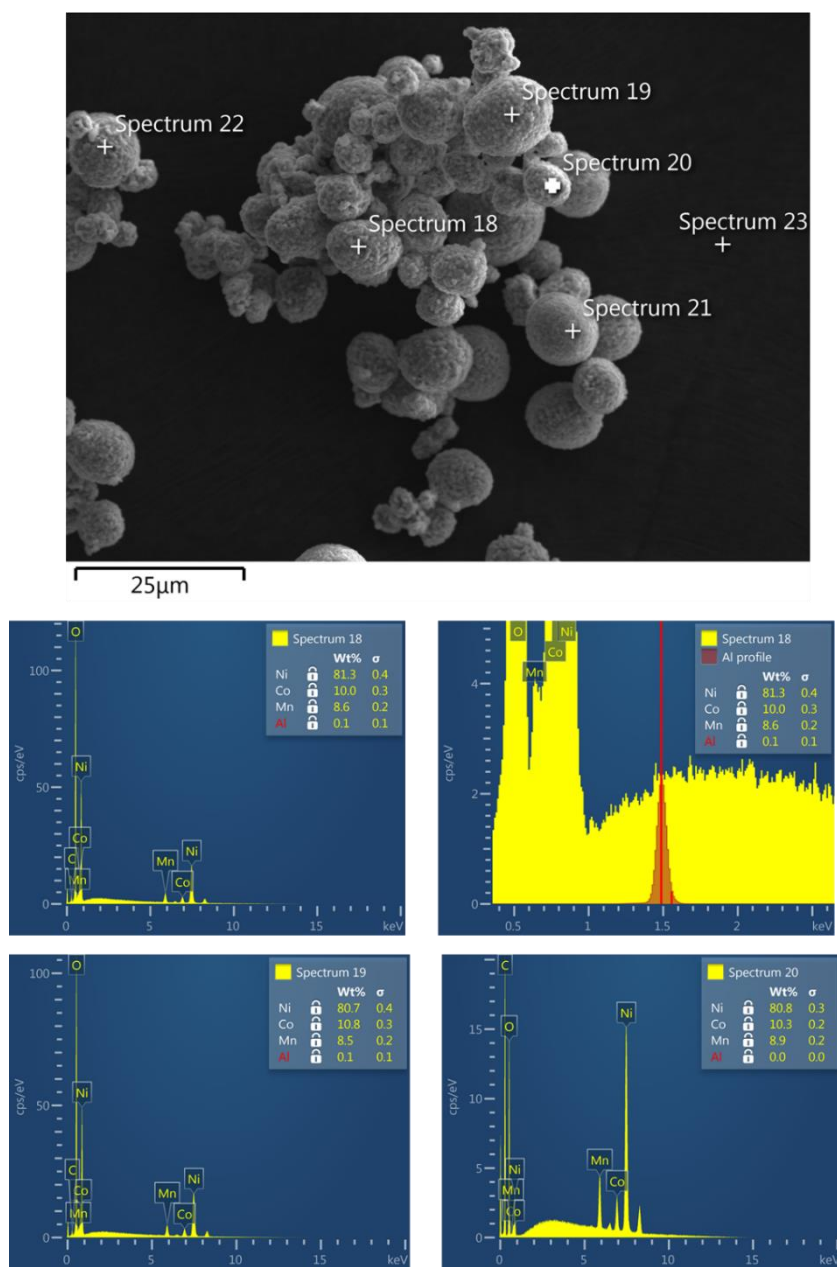 Spectrum 19
Spectrum 22
Spectrum 20
Spectrum 18
Spectrum 23
Spectrum 21
25μm
cps/eV
100
50
0
O
Ni
Co
C
Mn
Mn
Co
Ni
0
5
10
15
keV
Spectrum 18
Wt% σ
Ni 81.3 0.4
Co 10.0 0.3
Mn 8.6 0.2
Al 0.1 0.1
cps/eV
4
2
0
O
Ni
Co
Mn
0.5
1
1.5
2
keV
Spectrum 18
Al profile
Wt% σ
Ni 81.3 0.4
Co 10.0 0.3
Mn 8.6 0.2
Al 0.1 0.1
cps/eV
100
50
0
O
Ni
C
Co
Mn
Mn
Co
Ni
0
5
10
15
keV
Spectrum 19
Wt% σ
Ni 80.7 0.4
Co 10.8 0.3
Mn 8.5 0.2
Al 0.1 0.1
cps/eV
15
10
5
0
C
O
Ni
Mn
Co
Mn
Co
Ni
0
5
10
15
keV
Spectrum 20
Wt% σ
Ni 80.8 0.3
Co 10.3 0.2
Mn 8.9 0.2
Al 0.0 0.0